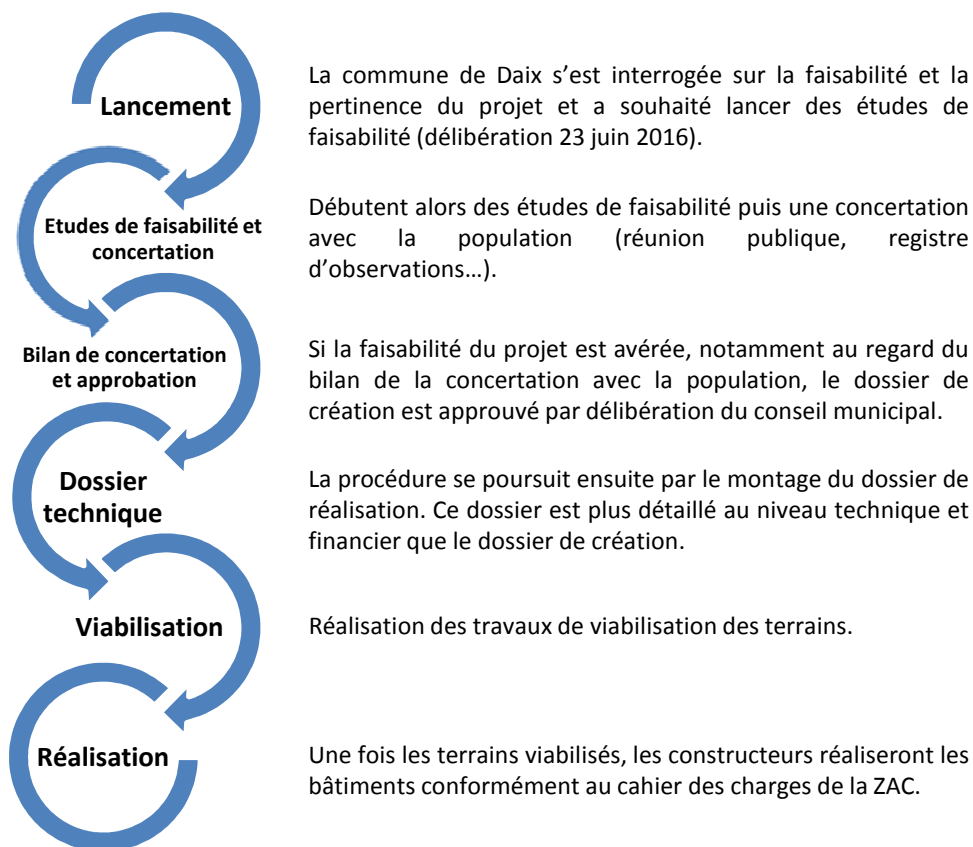 Lancement
La commune de Daix s’est interrogée sur la faisabilité et la
pertinence du projet et a souhaité lancer des études de
faisabilité (délibération 23 juin 2016).
Etudes de faisabilité et
concertation
Débutent alors des études de faisabilité puis une concertation
avec la population (réunion publique, registre
d’observations…).
Bilan de concertation
et approbation
Si la faisabilité du projet est avérée, notamment au regard du
bilan de la concertation avec la population, le dossier de
création est approuvé par délibération du conseil municipal.
Dossier
technique
La procédure se poursuit ensuite par le montage du dossier de
réalisation. Ce dossier est plus détaillé au niveau technique et
financier que le dossier de création.
Viabilisation
Réalisation des travaux de viabilisation des terrains.
Réalisation
Une fois les terrains viabilisés, les constructeurs réaliseront les
bâtiments conformément au cahier des charges de la ZAC.